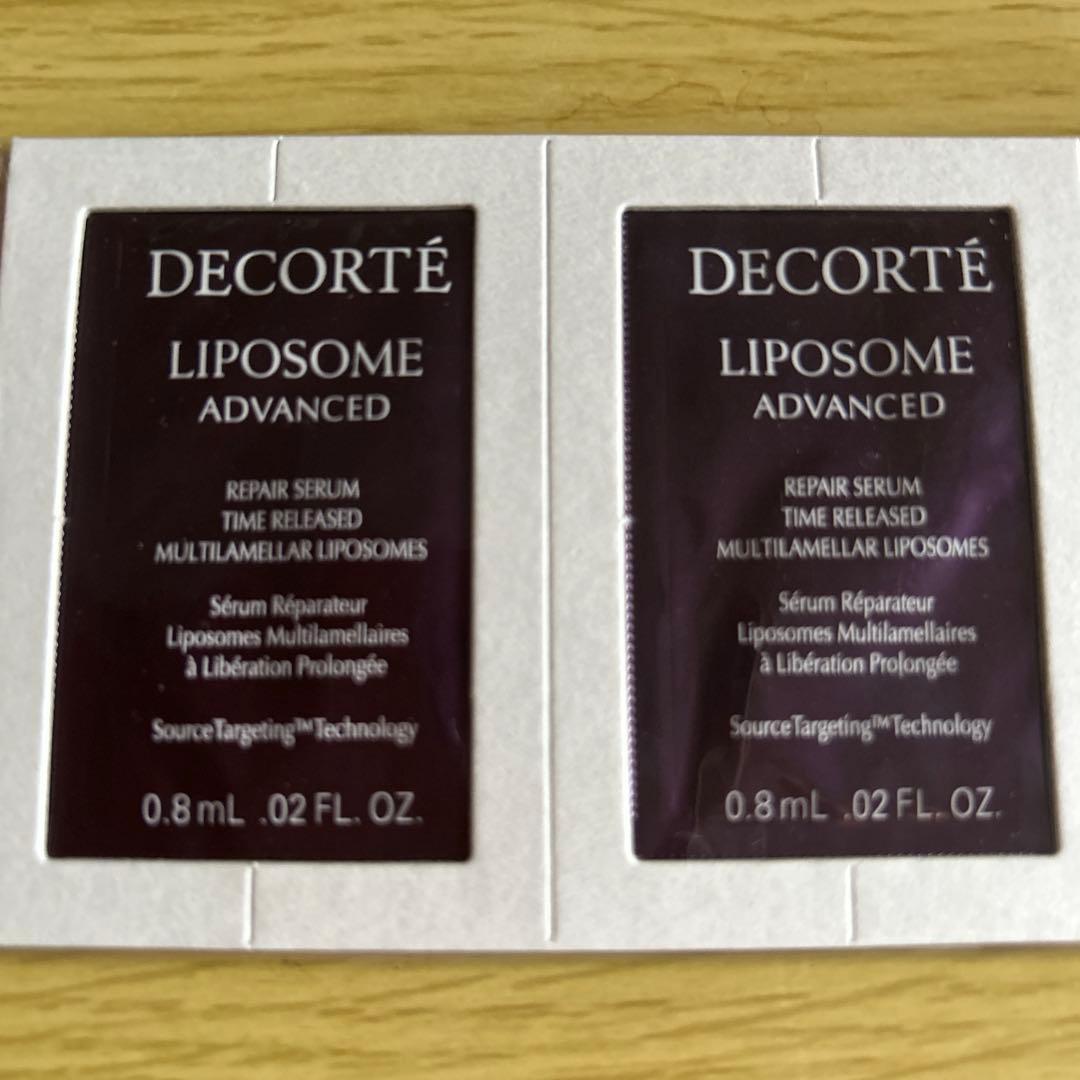 DECORTÉ
LIPOSOME
ADVANCED
REPAIR SERUM
TIME RELEASED
MULTILAMELLAR LIPOSOMES
Sérum Réparateur
Liposomes Multilamellaires
à Libération Prolongée
SourceTargeting™Technology
0.8 mL .02 FL. OZ.
DECORTÉ
LIPOSOME
ADVANCED
REPAIR SERUM
TIME RELEASED
MULTILAMELLAR LIPOSOMES
Sérum Réparateur
Liposomes Multilamellaires
à Libération Prolongée
SourceTargeting™Technology
0.8 mL .02 FL. OZ.